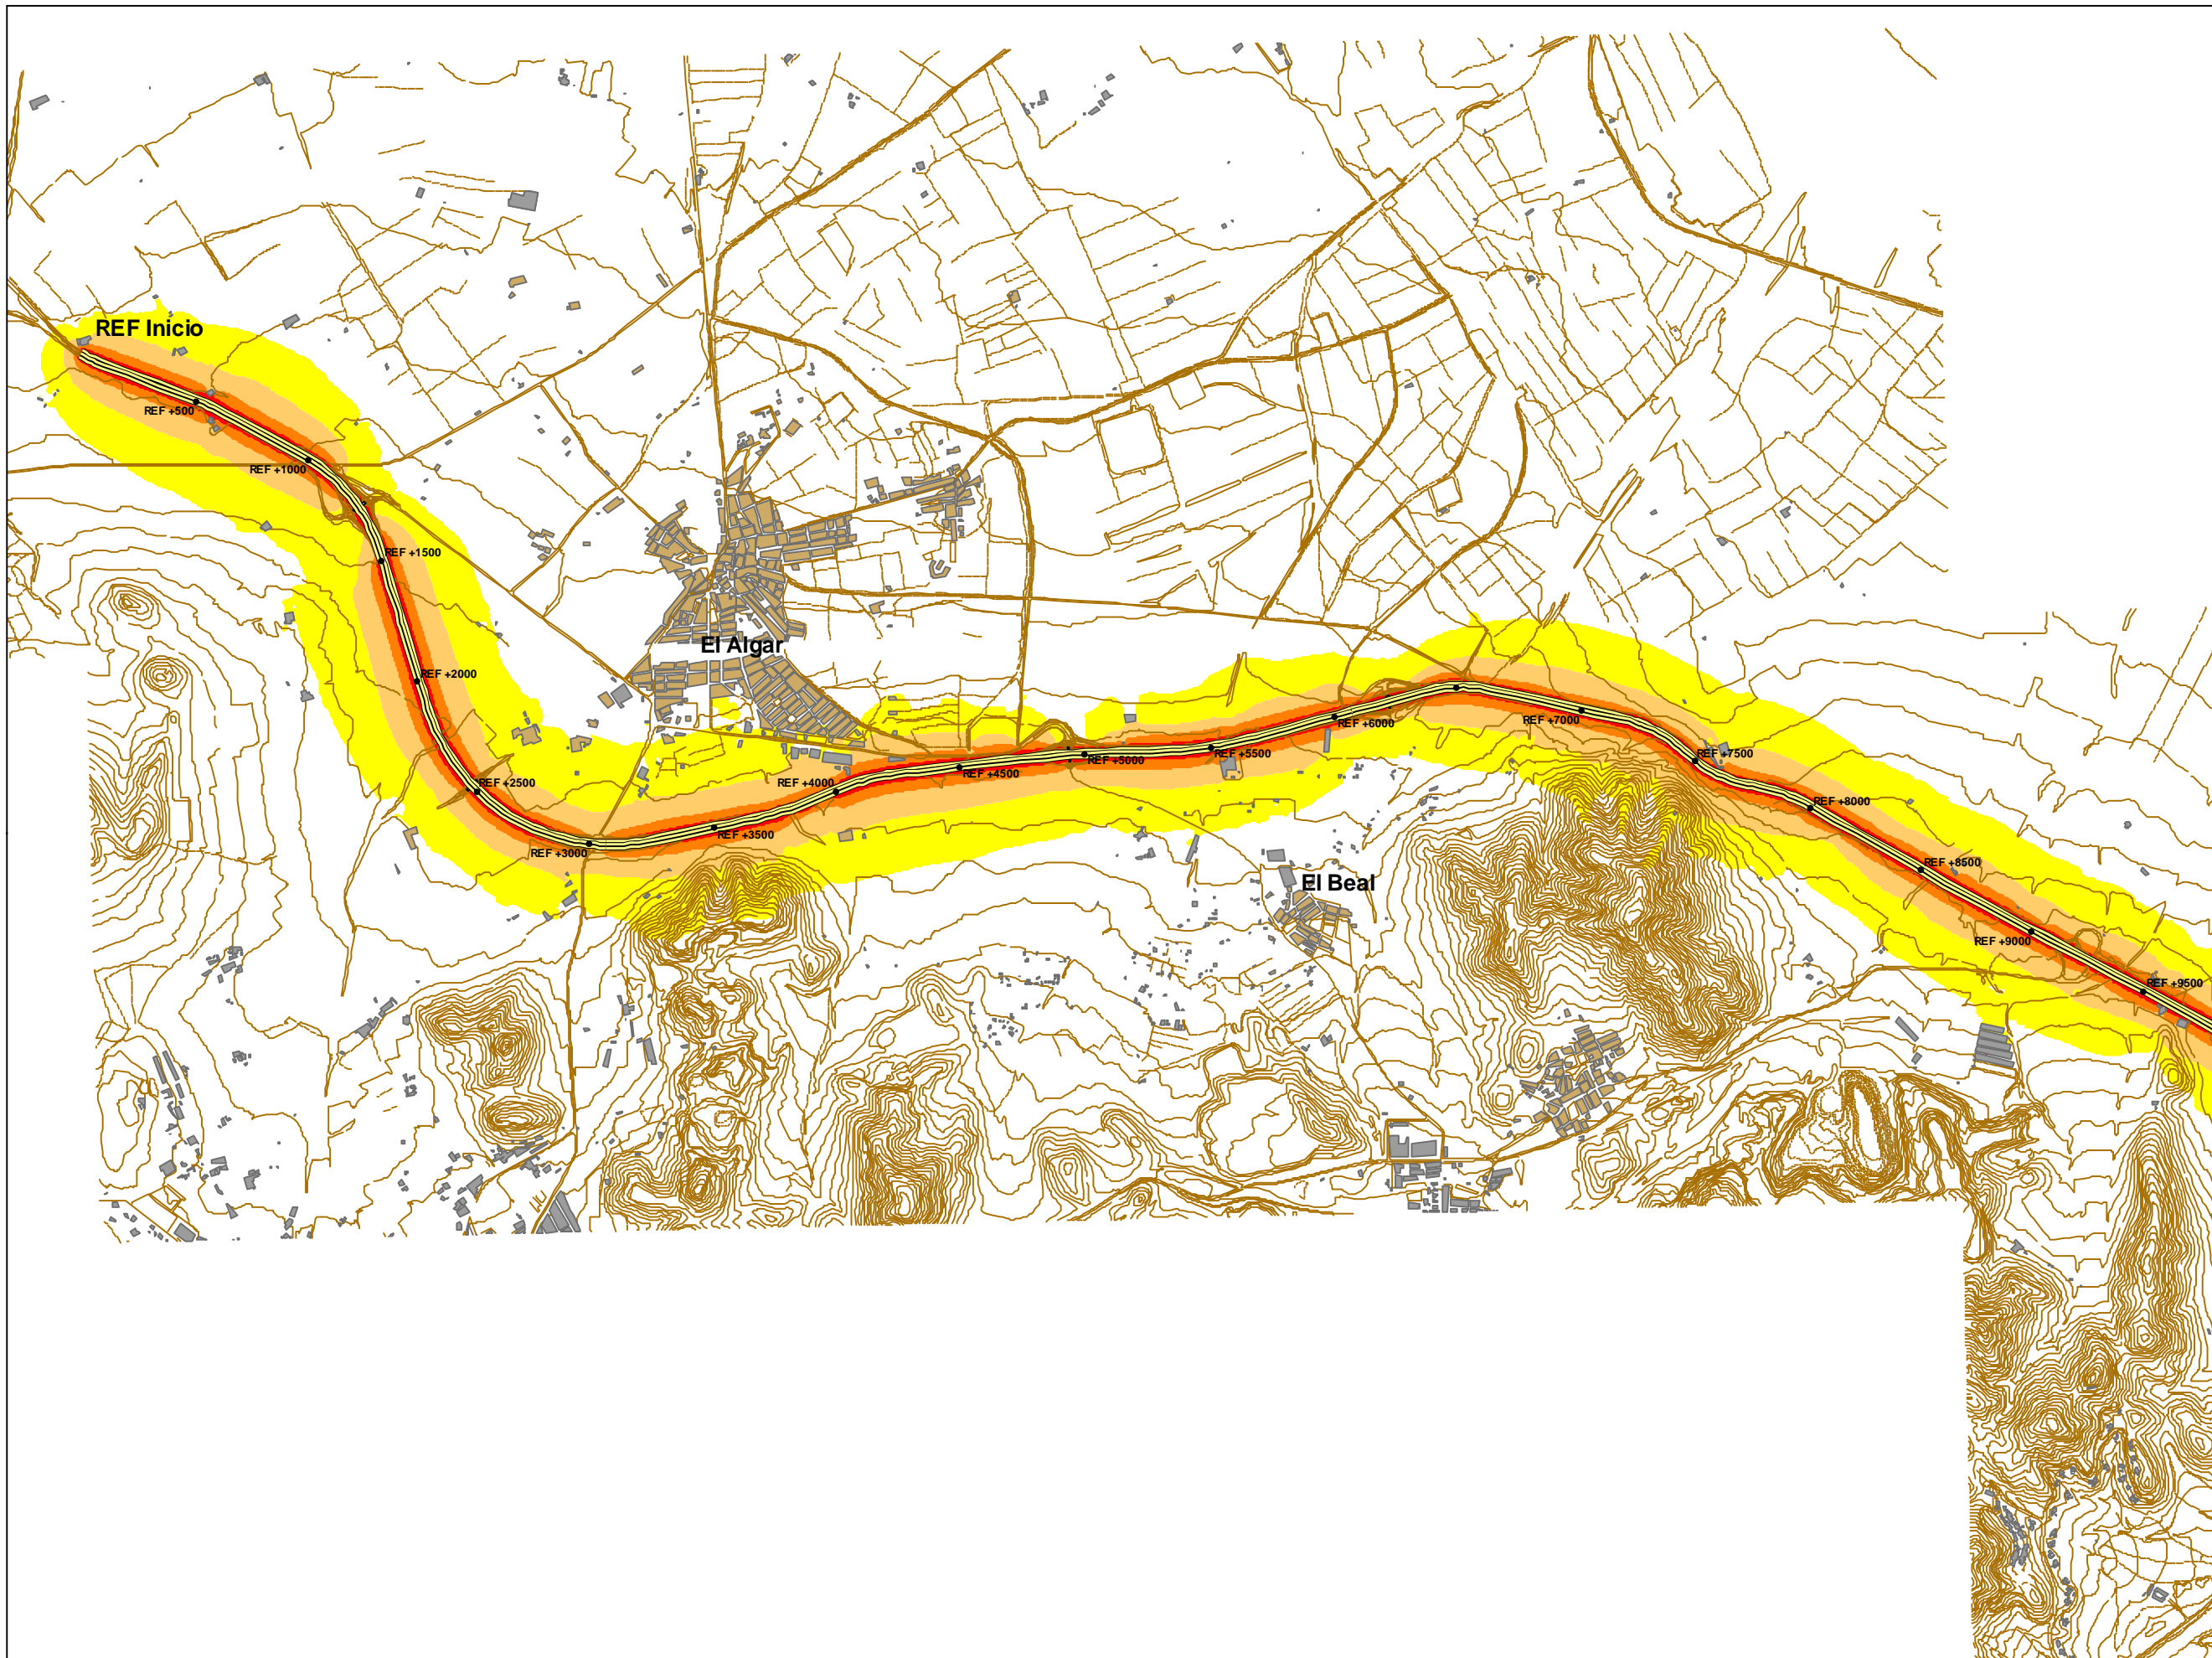 REF Inicio
REF +500
REF +1000
REF +1500
El Algar
REF +2000
REF +2500
REF +3000
REF +3500
REF +4000
REF +4500
REF +5000
REF +5500
REF +6000
REF +7000
REF +7500
REF +8000
REF +8500
El Beal
REF +9000
REF +9500